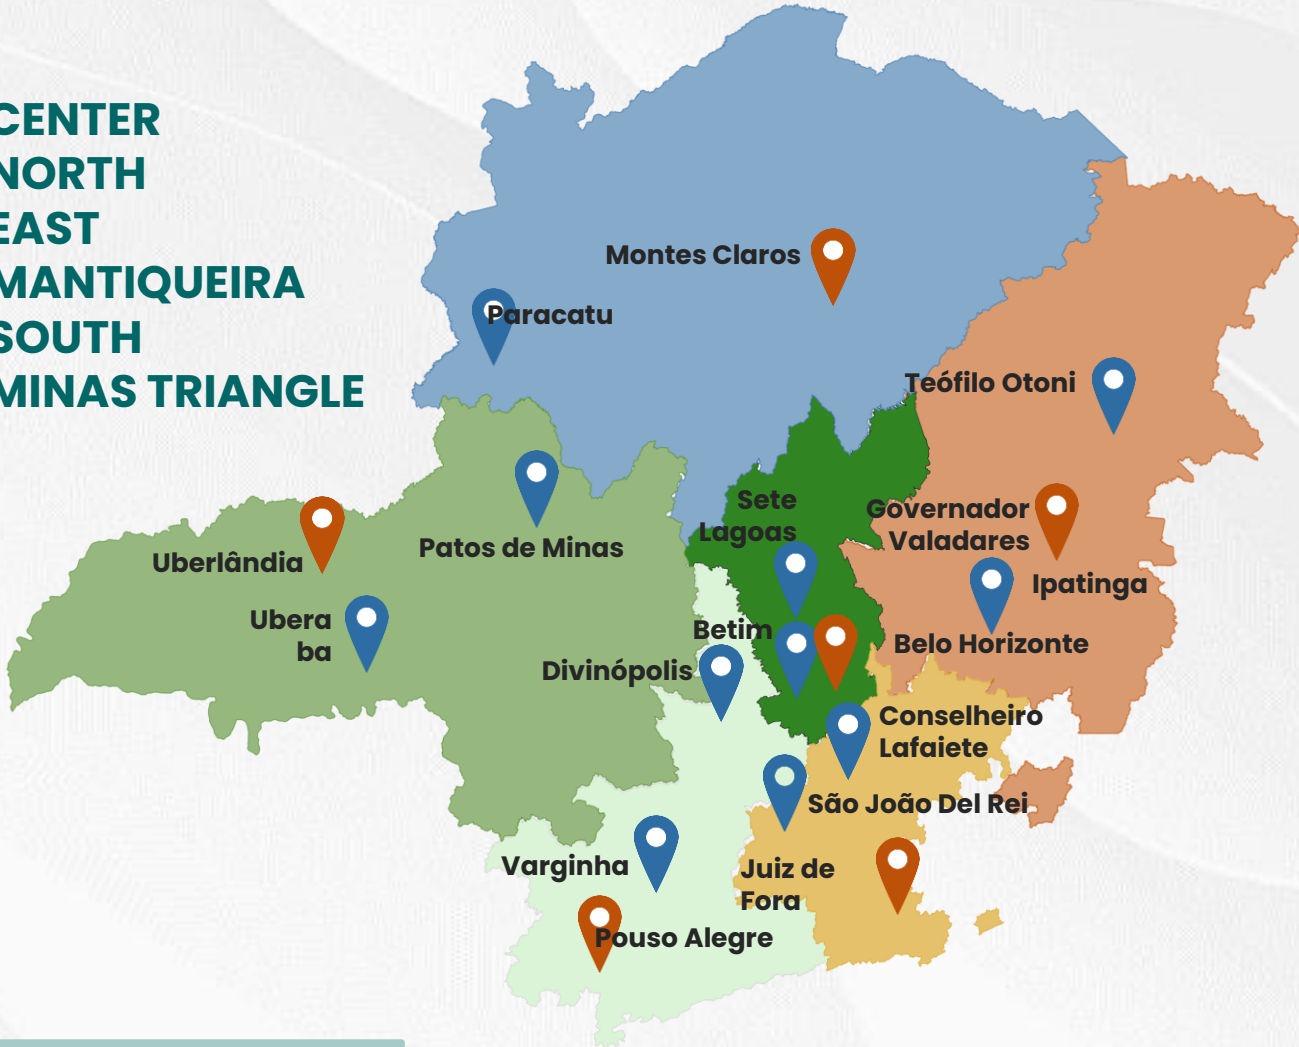 CENTER
NORTH
EAST
MANTIQUEIRA
SOUTH
MINAS TRIANGLE
Montes Claros
Paracatu
Teófilo Otoni
Sete
Lagoas
Governador
Valadares
Patos de Minas
Uberlândia
Ipatinga
Ubera
ba
Betim
Belo Horizonte
Divinópolis
Conselheiro
Lafaiete
São João Del Rei
Varginha
Juiz de
Fora
Pouso Alegre